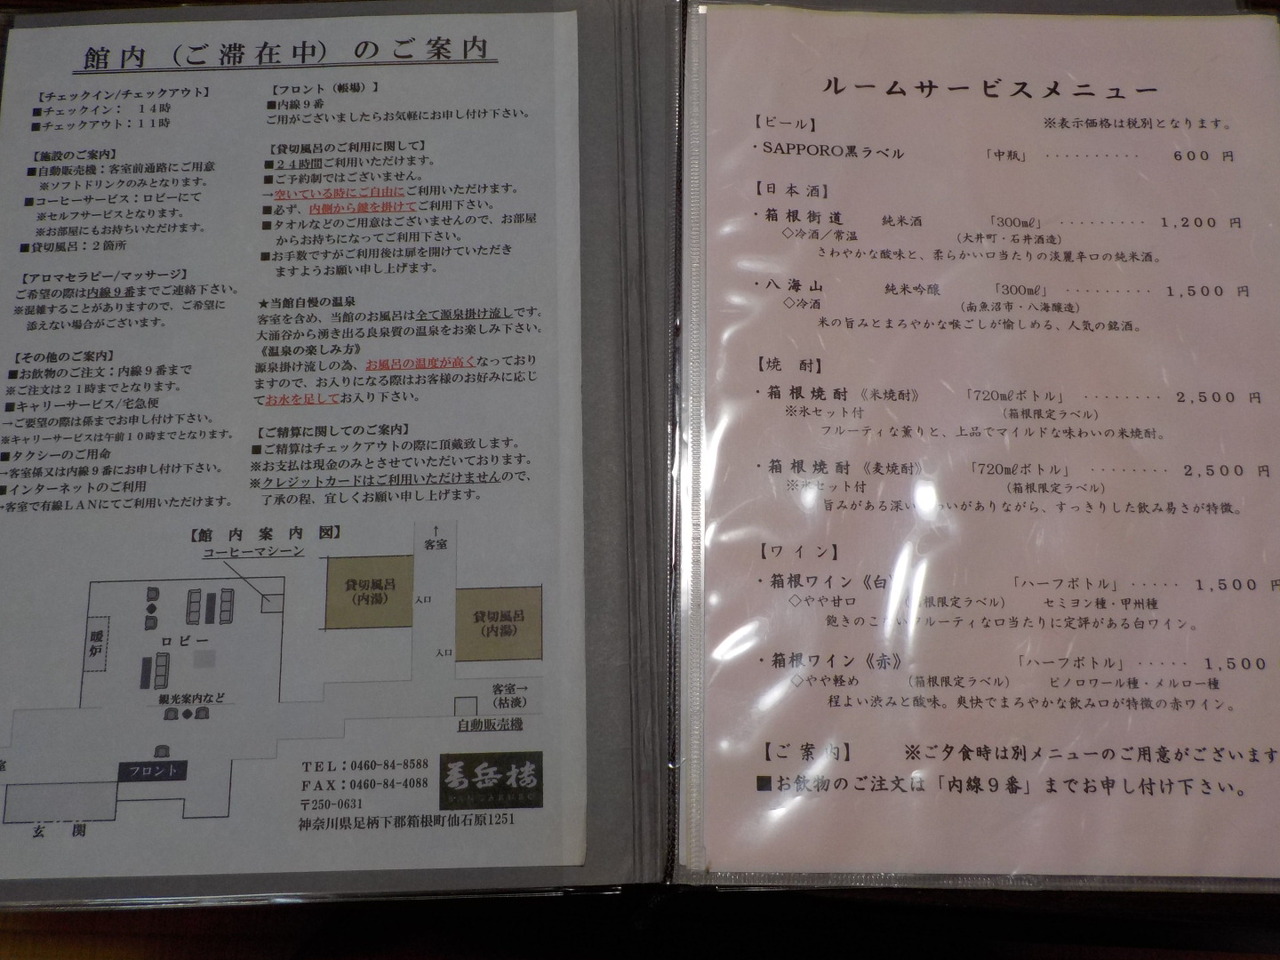 館内（ご滞在中）のご案内
【チェックイン/チェックアウト】
■チェックイン： １４時
■チェックアウト：１１時
【施設のご案内】
■自動販売機：客室前通路にご用意
※ソフトドリンクのみとなります。
■コーヒーサービス：ロビーにて
※セルフサービスとなります。
※お部屋にもお持ちいただけます。
■貸切風呂：２箇所
【アロマセラピー/マッサージ】
ご希望の際は内線９番までご連絡下さい。
※混雑することがありますので、ご希望に
添えない場合がございます。
【その他のご案内】
■お飲物のご注文：内線９番まで
※ご注文は２１時までとなります。
■キャリーサービス/宅急便
→ご要望の際は係までお申し付け下さい。
※キャリーサービスは午前１０時までとなります。
■タクシーのご用命
→客室係又は内線９番にお申し付け下さい。
■インターネットのご利用
→客室で有線ＬＡＮにてご利用いただけます。
【フロント（帳場）】
■内線９番
ご用がございましたらお気軽にお申し付け下さい。
【貸切風呂のご利用に関して】
■２４時間ご利用いただけます。
■ご予約制ではございません。
→空いている時にご自由にご利用いただけます。
■必ず、内側から鍵を掛けてご利用下さい。
■タオルなどのご用意はございませんので、お部屋
からお持ちになってご利用下さい。
■お手数ですがご利用後は扉を開けていただき
ますようお願い申し上げます。
★当館自慢の温泉
客室を含め、当館のお風呂は全て源泉掛け流しです。
大涌谷から湧き出る良泉質の温泉をお楽しみ下さい。
《温泉の楽しみ方》
源泉掛け流しの為、お風呂の温度が高くなっており
ますので、お入りになる際はお客様のお好みに応じ
てお水を足してお入り下さい。
【ご精算に関してのご案内】
■ご精算はチェックアウトの際に頂戴致します。
※お支払は現金のみとさせていただいております。
※クレジットカードはご利用いただけませんので、
了承の程、宜しくお願い申し上げます。
【館内案内図】
コーヒーマシーン
↑
客室
貸切風呂
（内湯）
入口
貸切風呂
（内湯）
入口
暖炉
ロビー
観光案内など
客室→
（枯淡）
自動販売機
フロント
玄関
TEL：0460-84-8588
FAX：0460-84-4088
〒250-0631
神奈川県足柄下郡箱根町仙石原1251
萬岳楼
ルームサービスメニュー
【ビール】 ※表示価格は税別となります。
・SAPPORO黒ラベル 「中瓶」 ・・・・・・・・・・ 600 円
【日本酒】
・箱根街道 純米酒 「300㎖」 ・・・・・・・・ 1,200 円
◇冷酒／常温 （大井町・石井酒造）
さわやかな酸味と、柔らかい口当たりの淡麗辛口の純米酒。
・八海山 純米吟醸 「300㎖」 ・・・・・・・・ 1,500 円
◇冷酒 （南魚沼市・八海醸造）
米の旨みとまろやかな喉ごしが愉しめる、人気の銘酒。
【焼 酎】
・箱根焼酎《米焼酎》 「720㎖ボトル」 ・・・・・・・・ 2,500 円
※氷セット付 （箱根限定ラベル）
フルーティな薫りと、上品でマイルドな味わいの米焼酎。
・箱根焼酎《麦焼酎》 「720㎖ボトル」 ・・・・・・・・ 2,500 円
※氷セット付 （箱根限定ラベル）
旨みがある深い わいがありながら、すっきりした飲み易さが特徴。
【ワイン】
・箱根ワイン《白》 「ハーフボトル」 ・・・・・ 1,500 円
◇やや甘口 （箱根限定ラベル） セミヨン種・甲州種
飽きのこないフルーティな口当たりに定評がある白ワイン。
・箱根ワイン《赤》 「ハーフボトル」 ・・・・・ 1,500
◇やや軽め （箱根限定ラベル） ピノロワール種・メルロー種
程よい渋みと酸味。爽快でまろやかな飲み口が特徴の赤ワイン。
【ご案内】 ※ご夕食時は別メニューのご用意がございます
■お飲物のご注文は「内線９番」までお申し付け下さい。